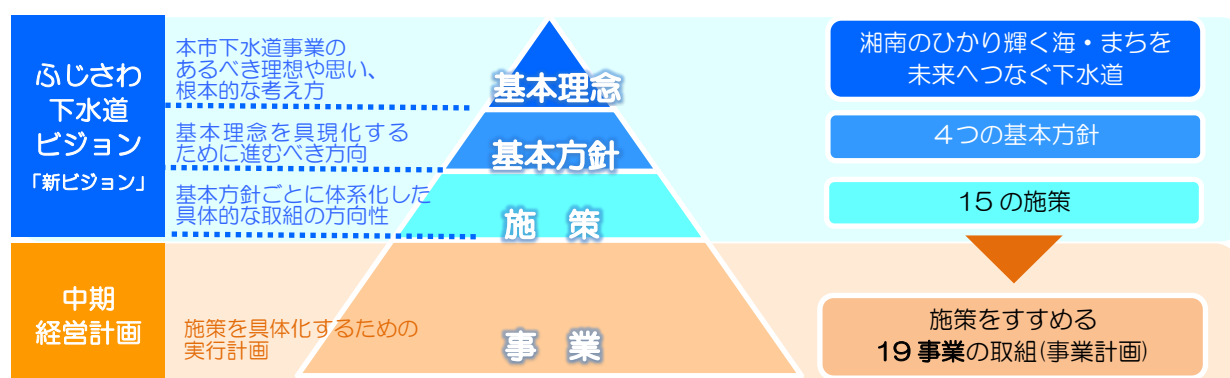 ふじさわ
下水道
ビジョン
「新ビジョン」
本市下水道事業の
あるべき理想や思い、
根本的な考え方
基本理念
湘南のひかり輝く海・まちを
未来へつなぐ下水道
基本理念を具現化する
ために進むべき方向
基本方針
4つの基本方針
基本方針ごとに体系化した
具体的な取組の方向性
施 策
15の施策
中期
経営計画
施策を具体化するための
実行計画
事 業
施策をすすめる
19事業の取組(事業計画)